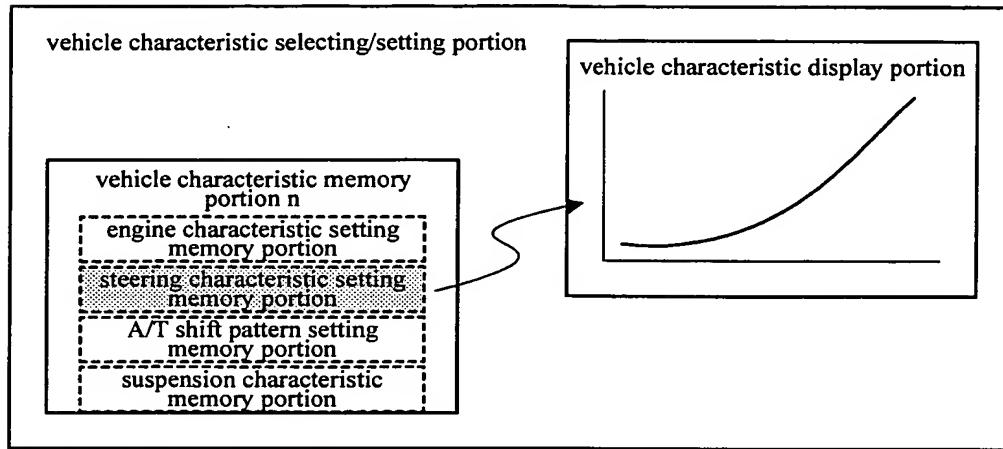 vehicle characteristic selecting/setting portion
vehicle characteristic display portion
vehicle characteristic memory
portion n
engine characteristic setting
memory portion
steering characteristic setting
memory portion
A/T shift pattern setting
memory portion
suspension characteristic
memory portion